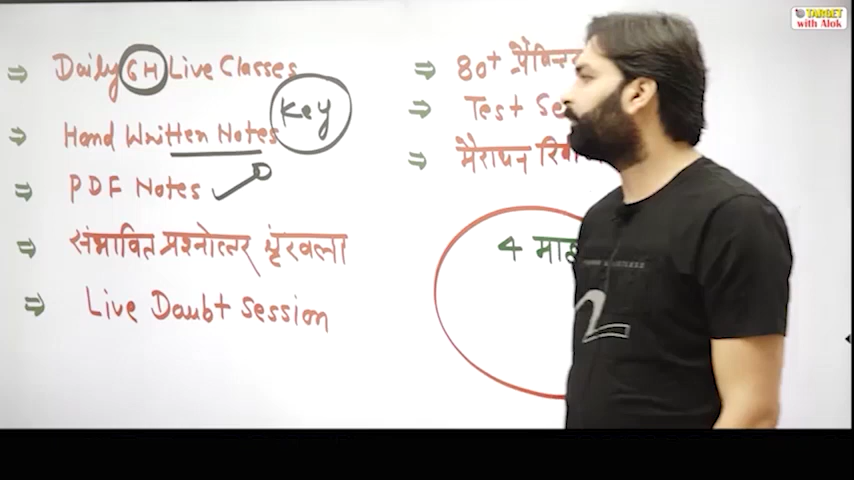 Daily 6H Live Classes
Key
Hand Written Notes
PDF Notes
संभावित प्रश्नोत्तर श्रृंखला
Live Doubt Session
80+
Test
मैराथन
4
TARGET
with Alok